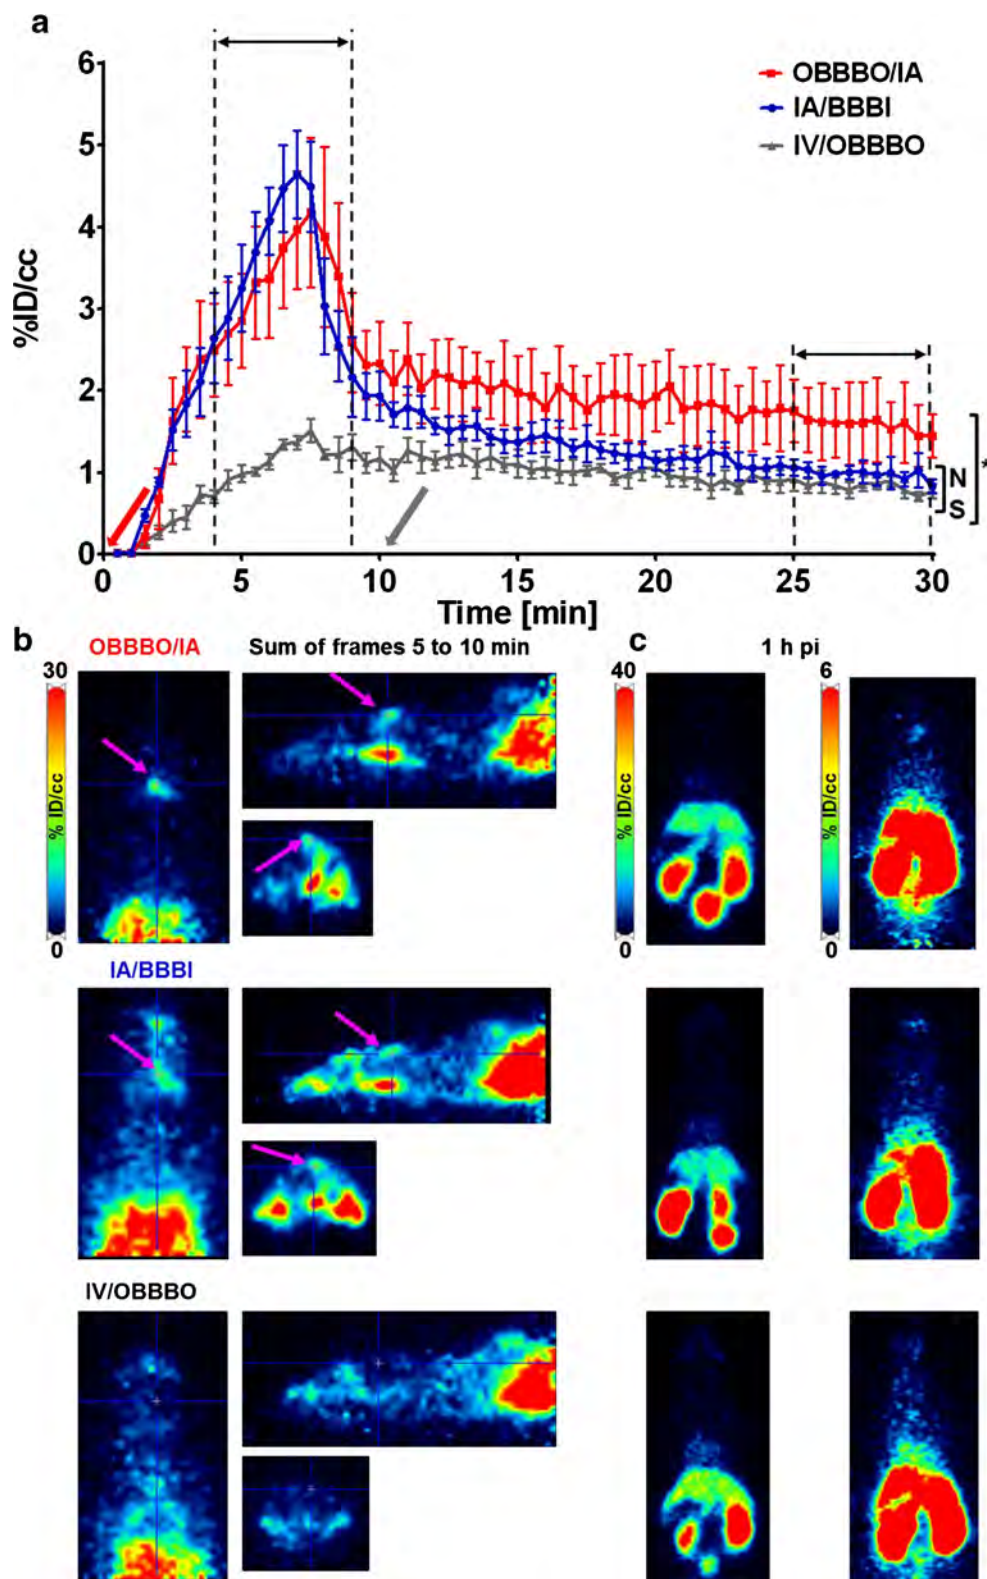 a
6
5
4
3
2
1
0
%ID/cc
OBBBO/IA
IA/BBBI
IV/OBBBO
N
S
*
0 5 10 15 20 25 30
Time [min]
b
OBBBO/IA
Sum of frames 5 to 10 min
c
1 h pi
30
% ID/cc
0
40
% ID/cc
0
6
% ID/cc
0
IA/BBBI
IV/OBBBO